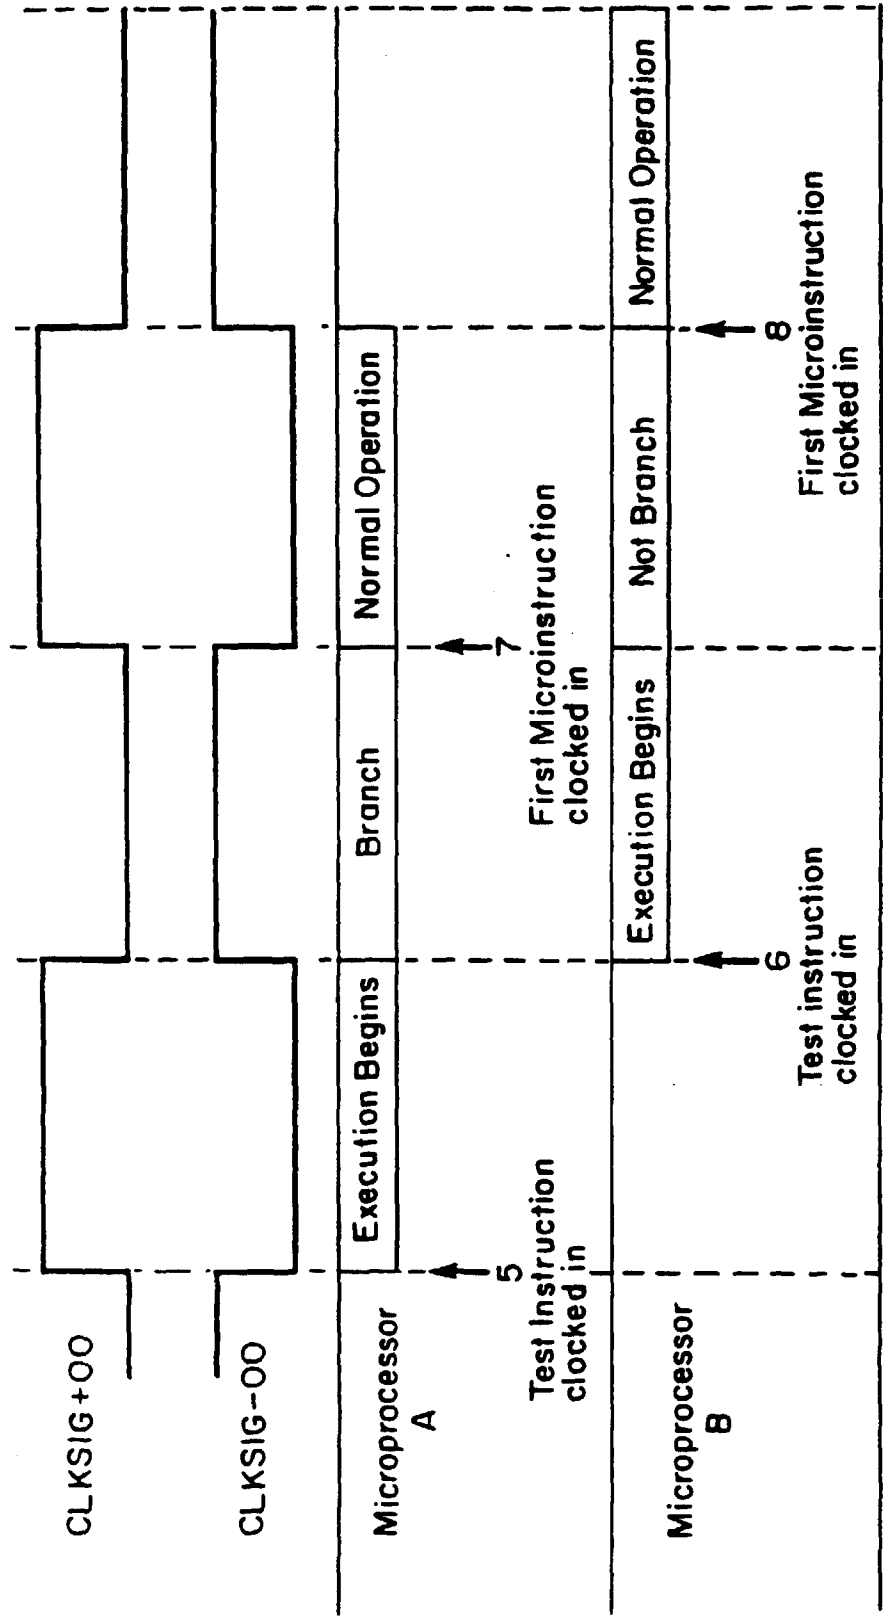 CLKSIG+00
CLKSIG-00
Microprocessor
A
Execution Begins
Branch
Normal Operation
5
Test Instruction
clocked in
7
First Microinstruction
clocked in
Microprocessor
B
Execution Begins
Not Branch
Normal Operation
6
Test instruction
clocked in
8
First Microinstruction
clocked in